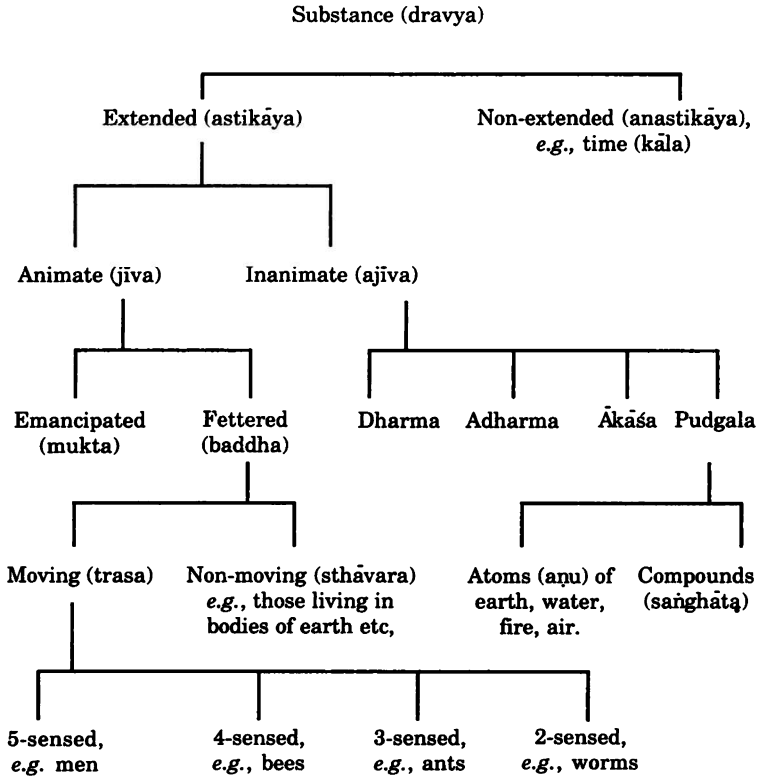 Substance (dravya)
Extended (astikāya)
Non-extended (anastikāya),
e.g., time (kāla)
Animate (jīva)
Inanimate (ajīva)
Emancipated
(mukta)
Fettered
(baddha)
Dharma
Adharma
Ākāśa
Pudgala
Moving (trasa)
Non-moving (sthāvara)
e.g., those living in
bodies of earth etc,
Atoms (aṇu) of
earth, water,
fire, air.
Compounds
(saṅghātą)
5-sensed,
e.g. men
4-sensed,
e.g., bees
3-sensed,
e.g., ants
2-sensed,
e.g., worms